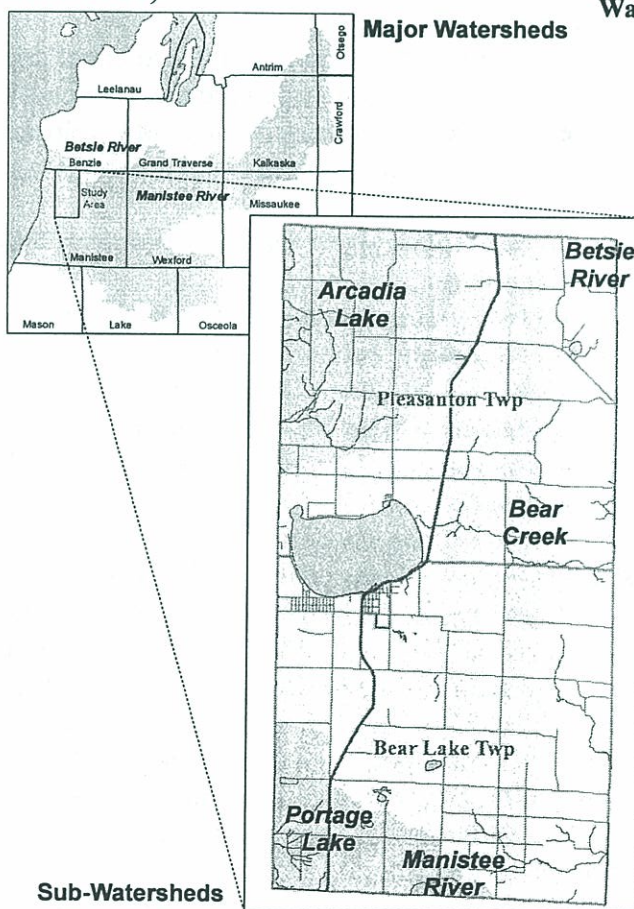 Wa
Major Watersheds
Otsego
Antrim
Leelanau
Crawford
Betsie River
Benzie
Grand Traverse
Kalkaska
Study
Area
Manistee River
Missaukee
Manistee
Wexford
Mason
Lake
Osceola
Betsie
River
Arcadia
Lake
Pleasanton Twp
Bear
Creek
Bear Lake Twp
Portage
Lake
Manistee
River
Sub-Watersheds